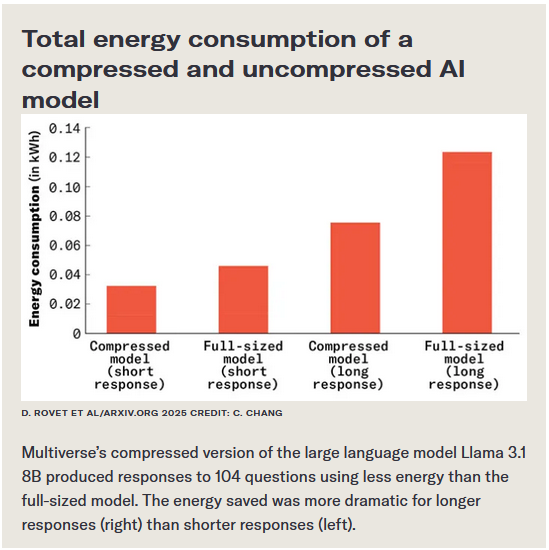 Total energy consumption of a
compressed and uncompressed AI
model
Energy consumption (in kWh)
0.14
0.12
0.10
0.08
0.06
0.04
0.02
0
Compressed model (short response)
Full-sized model (short response)
Compressed model (long response)
Full-sized model (long response)
D. ROVET ET AL/ARXIV.ORG 2025 CREDIT: C. CHANG
Multiverse's compressed version of the large language model Llama 3.1
8B produced responses to 104 questions using less energy than the
full-sized model. The energy saved was more dramatic for longer
responses (right) than shorter responses (left).